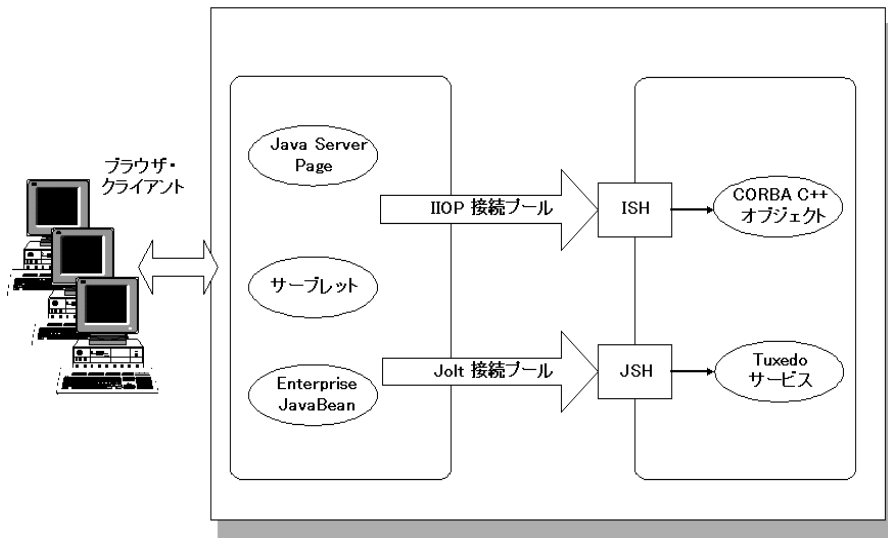 ブラウザ・
クライアント
Java Server
Page
サーブレット
Enterprise
JavaBean
IIOP 接続プール
Jolt 接続プール
ISH
JSH
CORBA C++
オブジェクト
Tuxedo
サービス